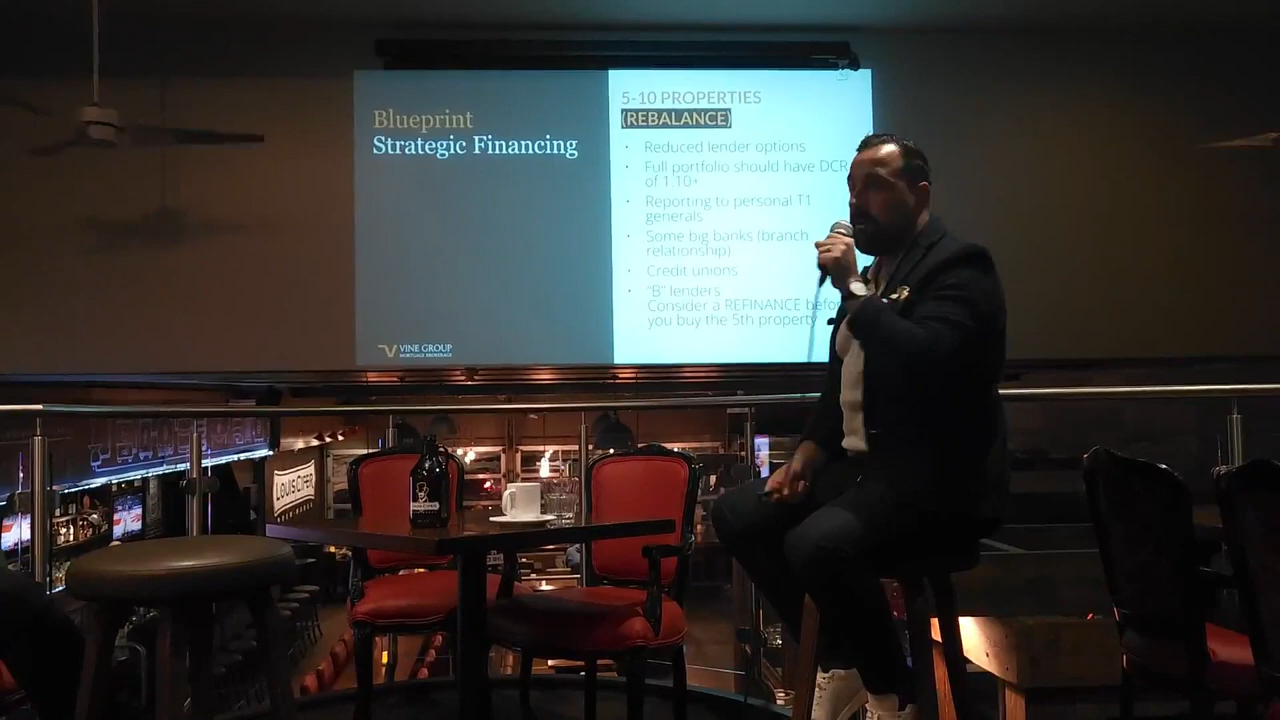 Blueprint
Strategic Financing
5-10 PROPERTIES
(REBALANCE)
• Reduced lender options
• Full portfolio should have DCR
of 1.10+
• Reporting to personal T1
generals
• Some big banks (branch
relationship)
• Credit unions
• "B" lenders
Consider a REFINANCE befor
you buy the 5th property
VINE GROUP
MORTGAGE BROKERAGE
LOUIS CIFER